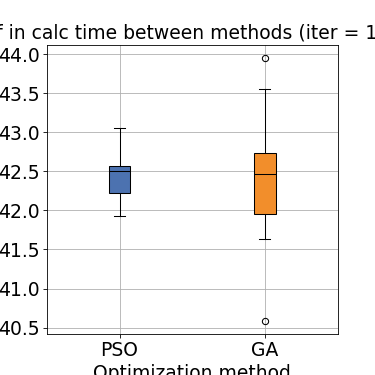 f in calc time between methods (iter = 1
44.0
43.5
43.0
42.5
42.0
41.5
41.0
40.5
PSO GA
Optimization method